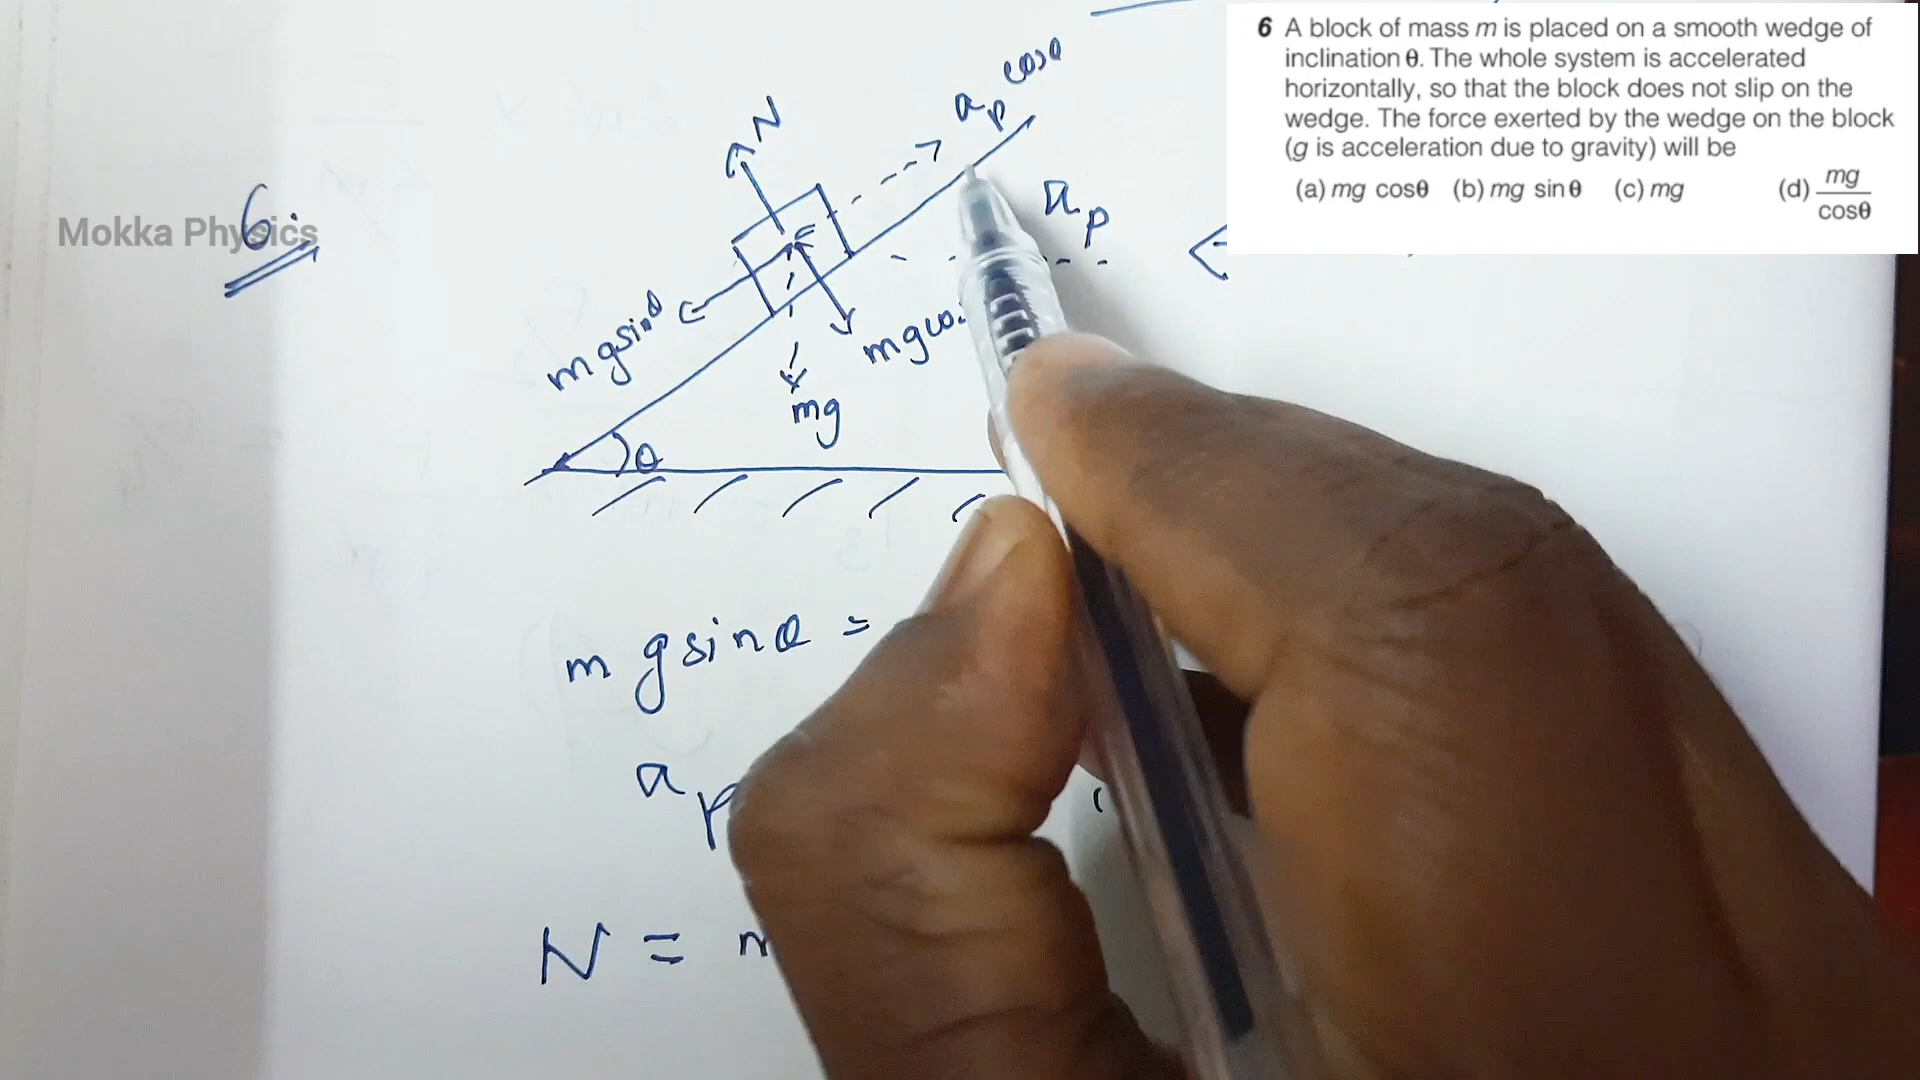 6 A block of mass m is placed on a smooth wedge of
inclination θ. The whole system is accelerated
horizontally, so that the block does not slip on the
wedge. The force exerted by the wedge on the block
(g is acceleration due to gravity) will be
(a) mg cosθ (b) mg sinθ (c) mg (d) mg/cosθ
Mokka Physics
6.
N
a_p cosθ
a_p
mg sinθ
mg
θ
mg sinθ =
a_p
N =